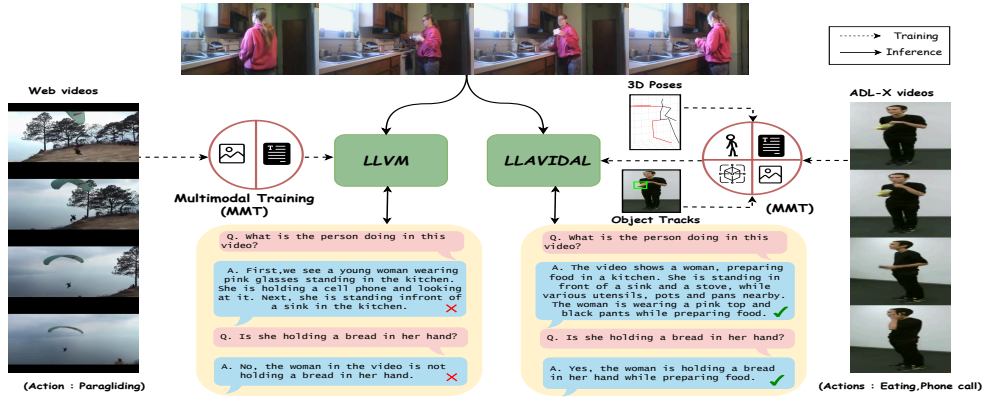 Training
Inference
Web videos
3D Poses
ADL-X videos
LLVM
LLAVIDAL
Multimodal Training
(MMT)
Object Tracks
(MMT)
Q. What is the person doing in this
video?
A. First,we see a young woman wearing
pink glasses standing in the kitchen.
She is holding a cell phone and looking
at it. Next, she is standing infront of
a sink in the kitchen.
Q. Is she holding a bread in her hand?
A. No, the woman in the video is not
holding a bread in her hand.
Q. What is the person doing in this
video?
A. The video shows a woman, preparing
food in a kitchen. She is standing in
front of a sink and a stove, while
various utensils, pots and pans nearby.
The woman is wearing a pink top and
black pants while preparing food.
Q. Is she holding a bread in her hand?
A. Yes, the woman is holding a bread
in her hand while preparing food.
(Action : Paragliding)
(Actions : Eating,Phone call)